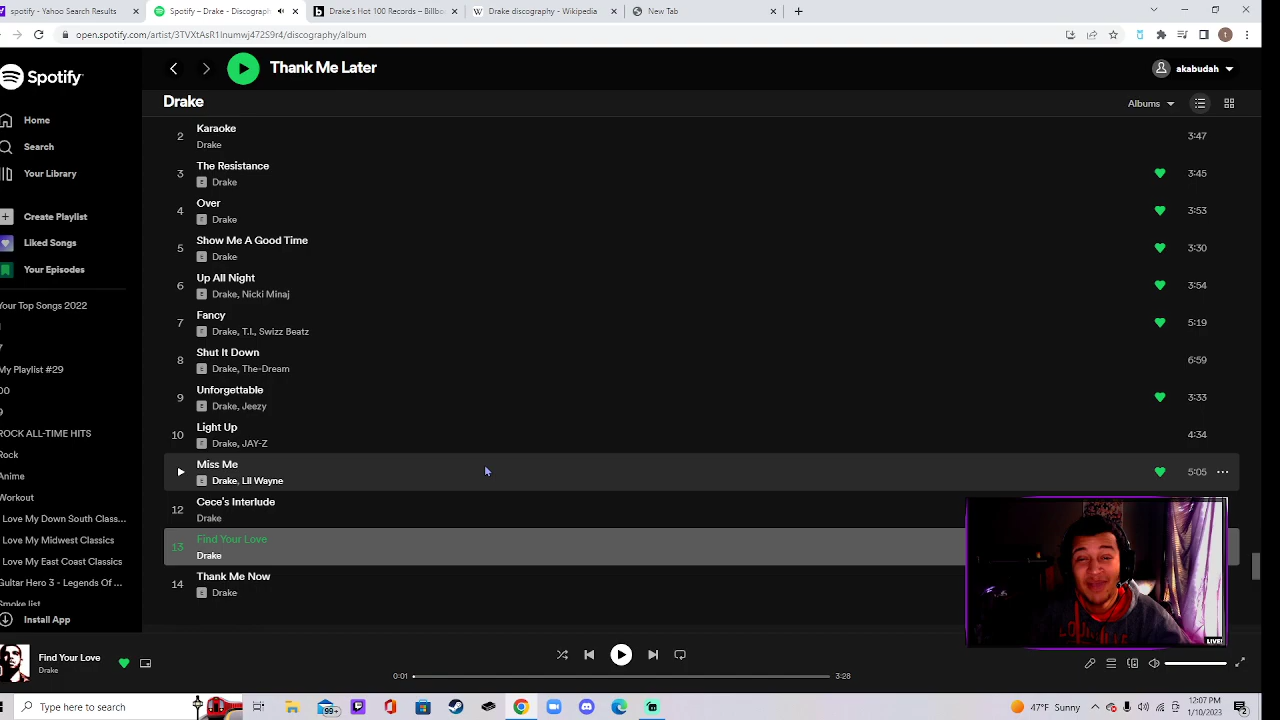 spotify - Yahoo Search Results
Spotify – Drake - Discograph
Drake's Hot 100 Records – Billbo
Drake discography - Wikipedia
New Tab
open.spotify.com/artist/3TVXtAsR1Inumwj472S9r4/discography/album
Spotify
Thank Me Later
akabudah
Drake
Albums
Home
Search
Your Library
Create Playlist
Liked Songs
Your Episodes
Your Top Songs 2022
My Playlist #29
00
9
ROCK ALL-TIME HITS
Rock
Anime
Workout
Love My Down South Class...
Love My Midwest Classics
Love My East Coast Classics
Guitar Hero 3 - Legends Of ...
Smoke list
Install App
2 Karaoke 3:47
Drake
3 The Resistance 3:45
E Drake
4 Over 3:53
E Drake
5 Show Me A Good Time 3:30
E Drake
6 Up All Night 3:54
E Drake, Nicki Minaj
7 Fancy 5:19
E Drake, T.I., Swizz Beatz
8 Shut It Down 6:59
E Drake, The-Dream
9 Unforgettable 3:33
E Drake, Jeezy
10 Light Up 4:34
E Drake, JAY-Z
Miss Me 5:05
E Drake, Lil Wayne
12 Cece's Interlude
Drake
13 Find Your Love
Drake
14 Thank Me Now
E Drake
LIVE!
Find Your Love
Drake
0:01
3:28
Type here to search
99+
47°F Sunny
12:07 PM
1/10/2023
2